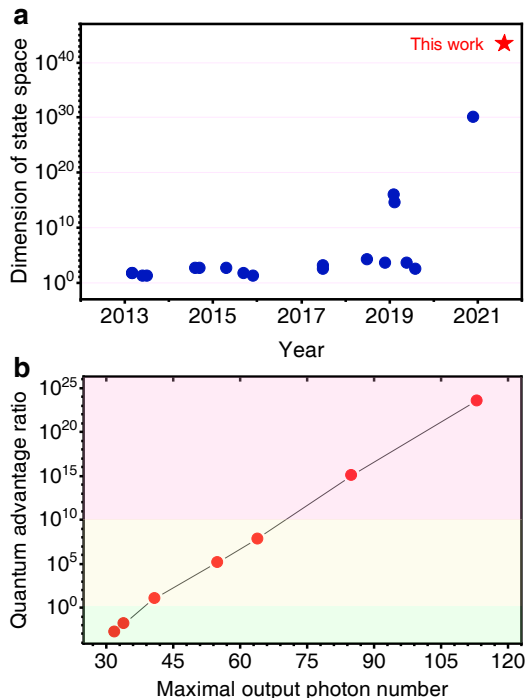 a
This work
Dimension of state space
10^40
10^30
10^20
10^10
10^0
2013 2015 2017 2019 2021
Year
b
Quantum advantage ratio
10^25
10^20
10^15
10^10
10^5
10^0
30 45 60 75 90 105 120
Maximal output photon number